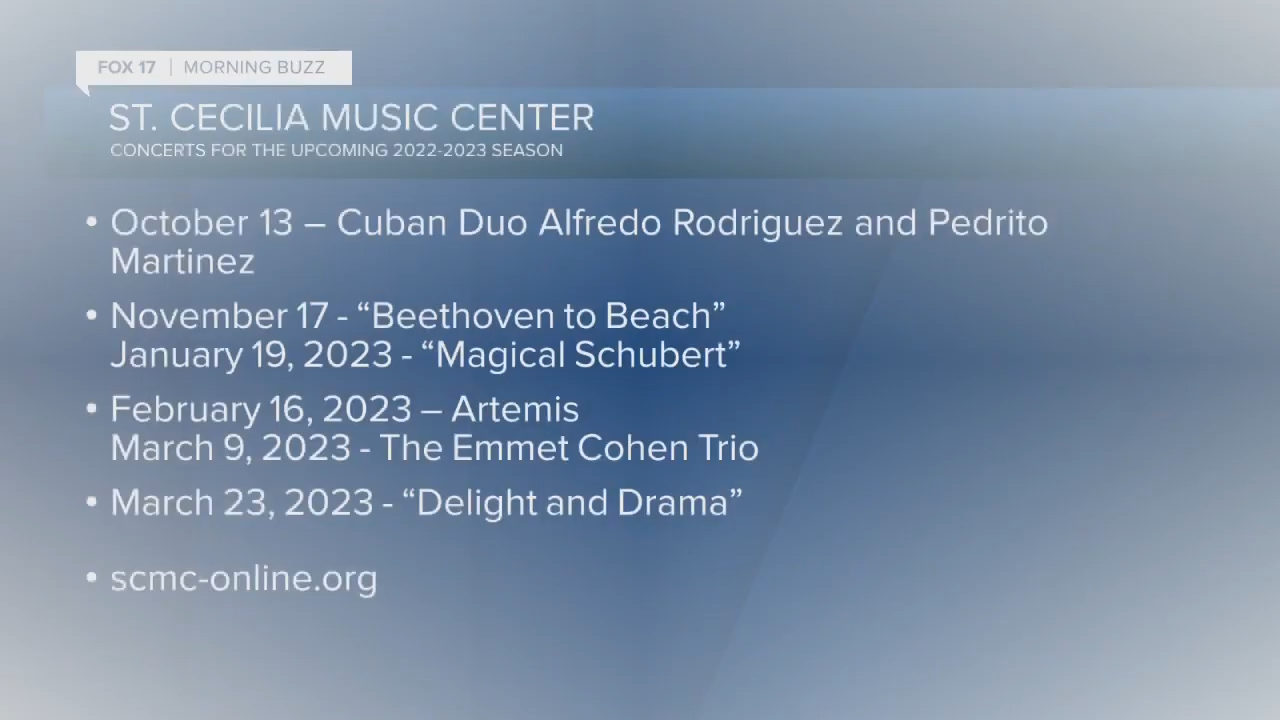 FOX 17 | MORNING BUZZ
ST. CECILIA MUSIC CENTER
CONCERTS FOR THE UPCOMING 2022-2023 SEASON
• October 13 – Cuban Duo Alfredo Rodriguez and Pedrito
Martinez
• November 17 - “Beethoven to Beach”
January 19, 2023 - “Magical Schubert”
• February 16, 2023 – Artemis
March 9, 2023 - The Emmet Cohen Trio
• March 23, 2023 - “Delight and Drama”
• scmc-online.org